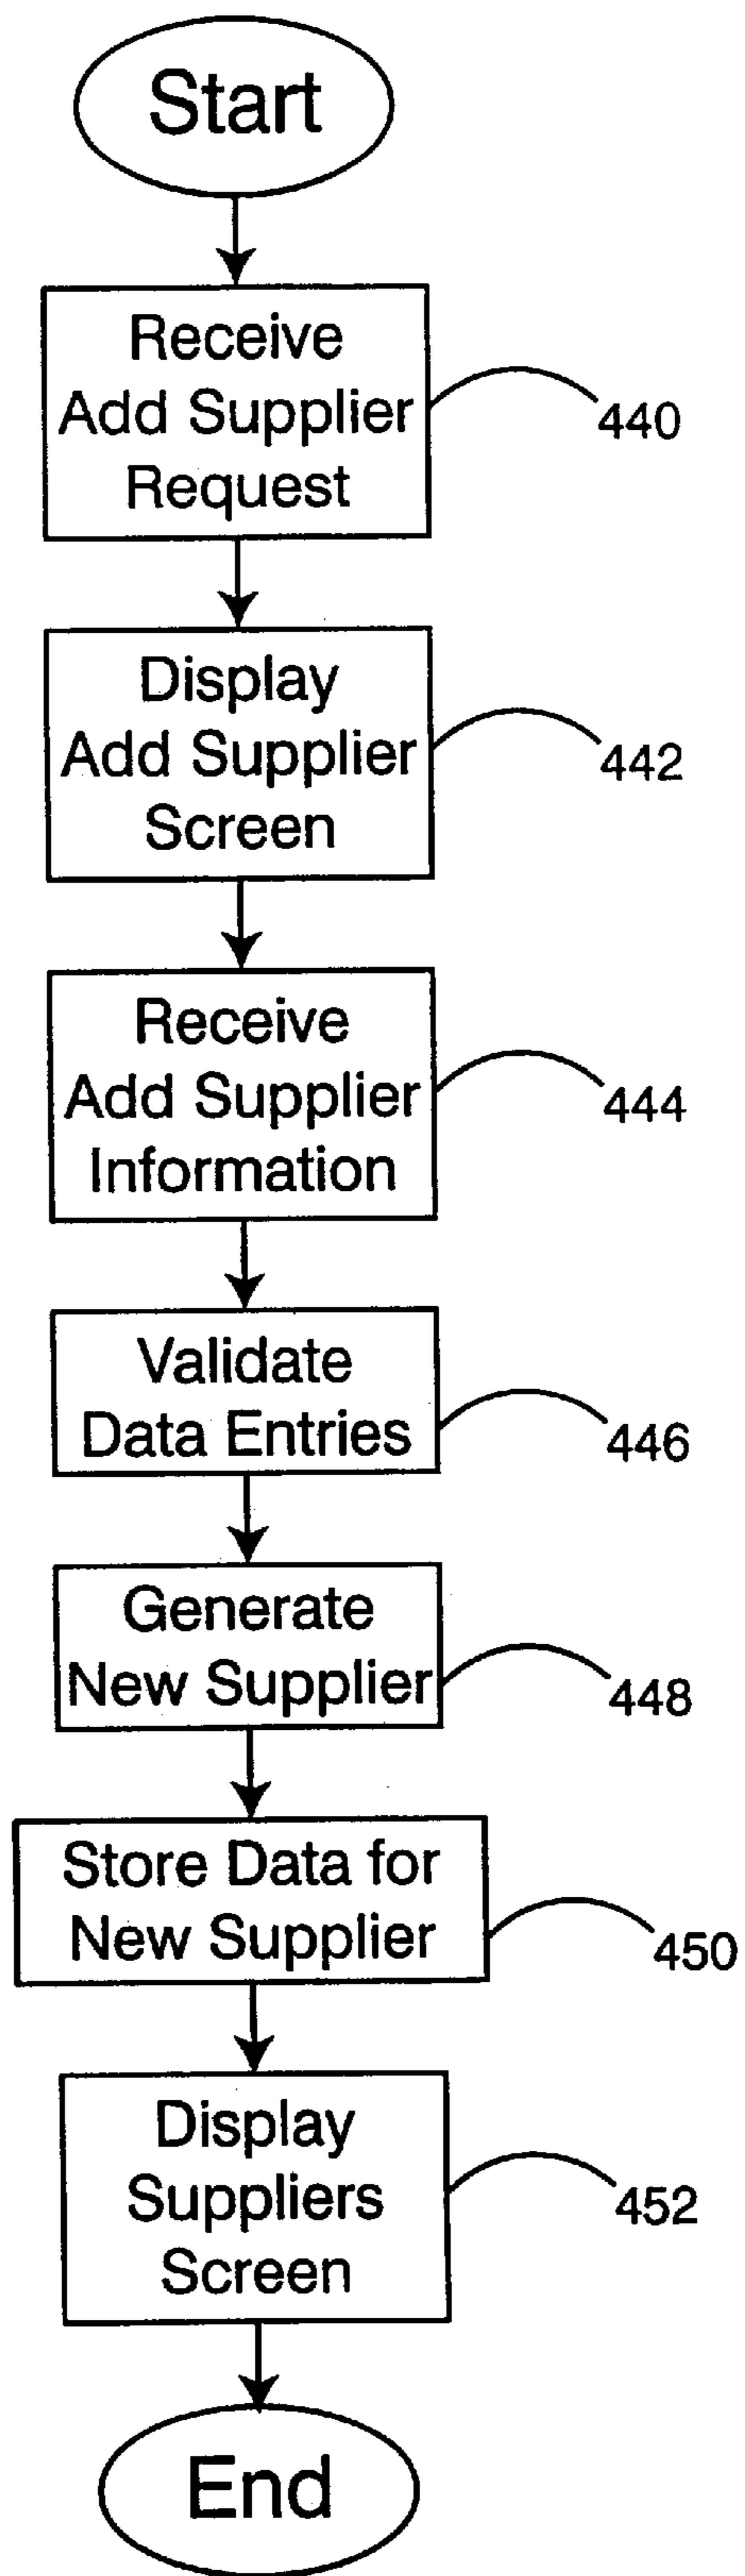 Start
Receive
Add Supplier
Request
440
Display
Add Supplier
Screen
442
Receive
Add Supplier
Information
444
Validate
Data Entries
446
Generate
New Supplier
448
Store Data for
New Supplier
450
Display
Suppliers
Screen
452
End